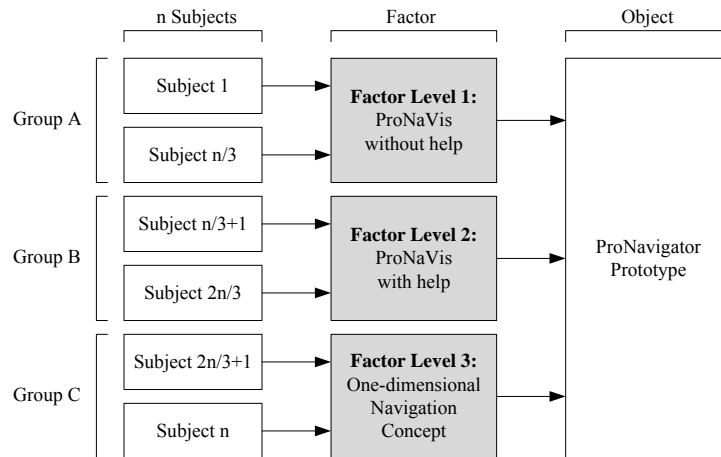 n Subjects
Factor
Object
Group A
Subject 1
Subject n/3
Factor Level 1:
ProNaVis
without help
Group B
Subject n/3+1
Subject 2n/3
Factor Level 2:
ProNaVis
with help
ProNavigator
Prototype
Group C
Subject 2n/3+1
Subject n
Factor Level 3:
One-dimensional
Navigation
Concept